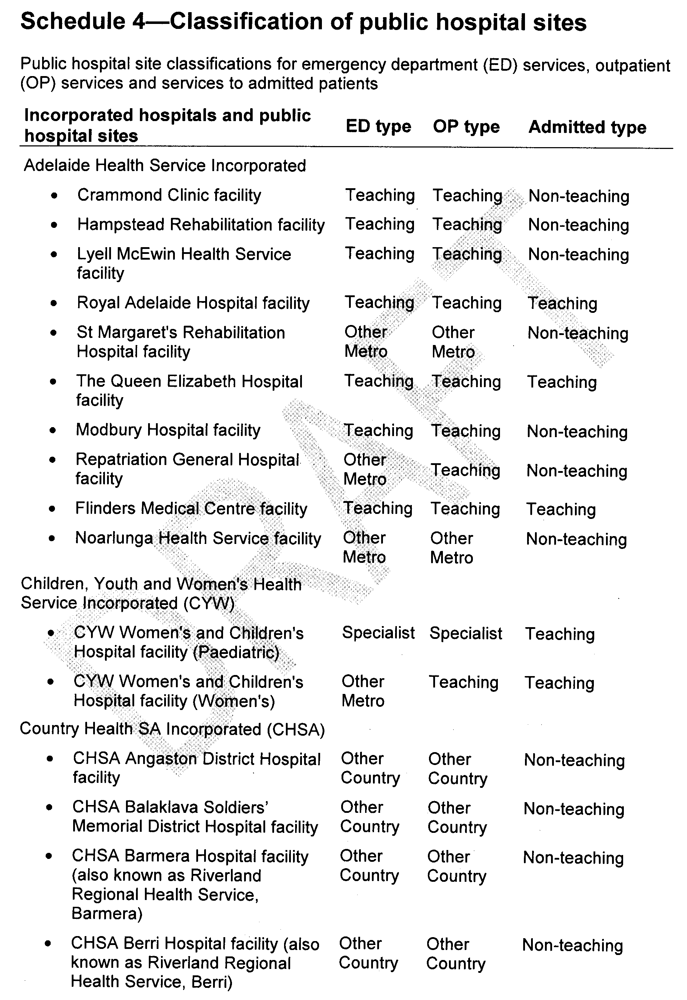 Schedule 4—Classification of public hospital sites
Public hospital site classifications for emergency department (ED) services, outpatient
(OP) services and services to admitted patients
Incorporated hospitals and public
hospital sites
ED type OP type Admitted type
Adelaide Health Service Incorporated
• Crammond Clinic facility Teaching Teaching Non-teaching
• Hampstead Rehabilitation facility Teaching Teaching Non-teaching
• Lyell McEwin Health Service Teaching Teaching Non-teaching
facility
• Royal Adelaide Hospital facility Teaching Teaching Teaching
• St Margaret's Rehabilitation Other Other Non-teaching
Hospital facility Metro Metro
• The Queen Elizabeth Hospital Teaching Teaching Teaching
facility
• Modbury Hospital facility Teaching Teaching Non-teaching
• Repatriation General Hospital Other Teaching Non-teaching
facility Metro
• Flinders Medical Centre facility Teaching Teaching Teaching
• Noarlunga Health Service facility Other Other Non-teaching
Metro Metro
Children, Youth and Women's Health
Service Incorporated (CYW)
• CYW Women's and Children's Specialist Specialist Teaching
Hospital facility (Paediatric)
• CYW Women's and Children's Other Teaching Teaching
Hospital facility (Women's) Metro
Country Health SA Incorporated (CHSA)
• CHSA Angaston District Hospital Other Other Non-teaching
facility Country Country
• CHSA Balaklava Soldiers’ Other Other Non-teaching
Memorial District Hospital facility Country Country
• CHSA Barmera Hospital facility Other Other Non-teaching
(also known as Riverland Country Country
Regional Health Service,
Barmera)
• CHSA Berri Hospital facility (also Other Other Non-teaching
known as Riverland Regional Country Country
Health Service, Berri)
DRAFT